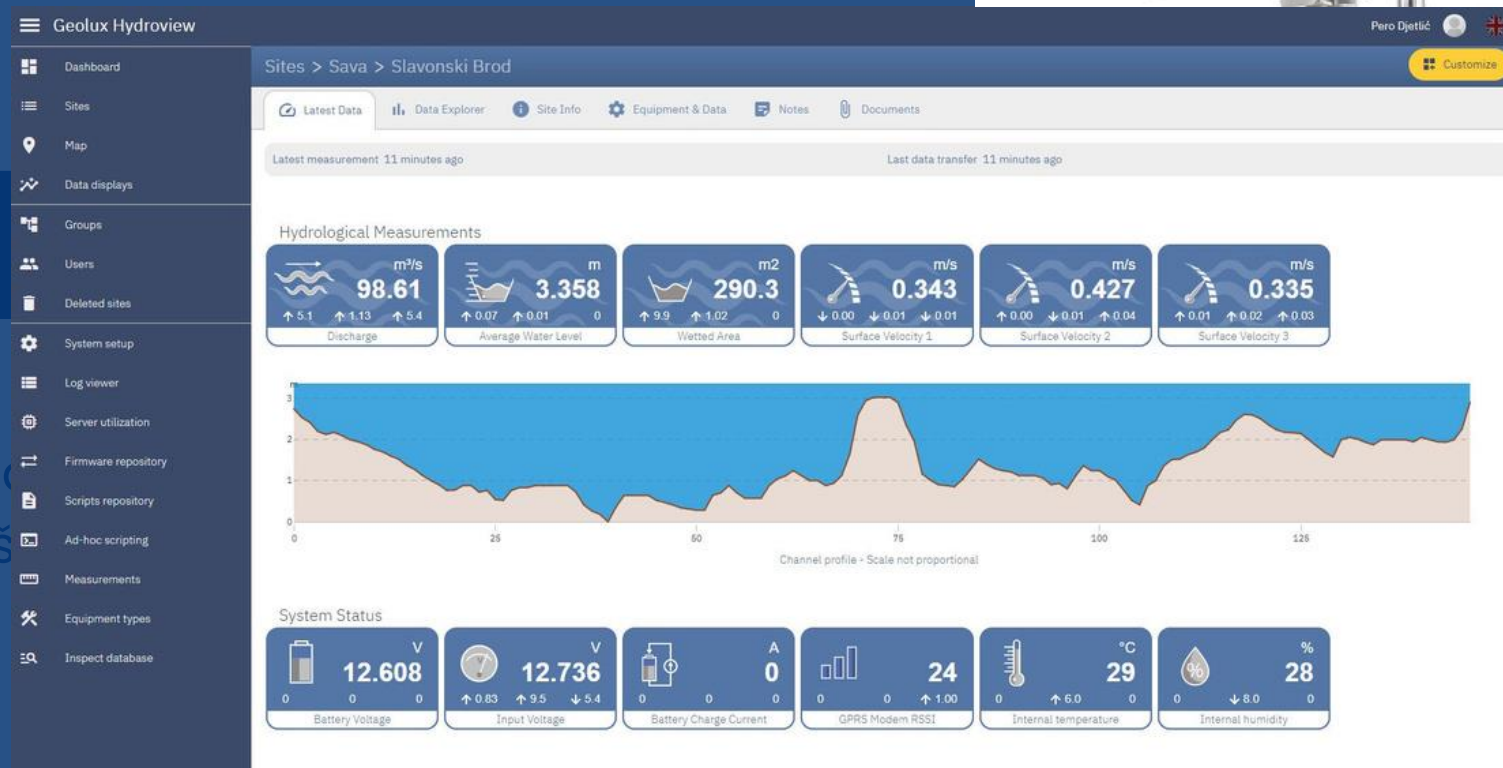 Geolux Hydroview
Pero Djetlić
Dashboard
Sites
Map
Data displays
Groups
Users
Deleted sites
System setup
Log viewer
Server utilization
Firmware repository
Scripts repository
Ad-hoc scripting
Measurements
Equipment types
Inspect database
Sites > Sava > Slavonski Brod
Customize
Latest Data
Data Explorer
Site Info
Equipment & Data
Notes
Documents
Latest measurement 11 minutes ago
Last data transfer 11 minutes ago
Hydrological Measurements
m³/s
98.61
↑ 5.1 ↑ 1.13 ↑ 5.4
Discharge
m
3.358
↑ 0.07 ↑ 0.01 0
Average Water Level
m2
290.3
↑ 9.9 ↑ 1.02 0
Wetted Area
m/s
0.343
↓ 0.00 ↓ 0.01 ↓ 0.01
Surface Velocity 1
m/s
0.427
↑ 0.00 ↓ 0.01 ↑ 0.04
Surface Velocity 2
m/s
0.335
↑ 0.01 ↑ 0.02 ↑ 0.03
Surface Velocity 3
m
3
2
1
0
0 25 50 75 100 125
Channel profile - Scale not proportional
System Status
V
12.608
0 0 0
Battery Voltage
V
12.736
↑ 0.83 ↑ 9.5 ↓ 5.4
Input Voltage
A
0
0 0 0
Battery Charge Current
24
0 0 ↑ 1.00
GPRS Modem RSSI
°C
29
0 ↑ 6.0 0
Internal temperature
%
%
28
0 ↓ 8.0 0
Internal humidity